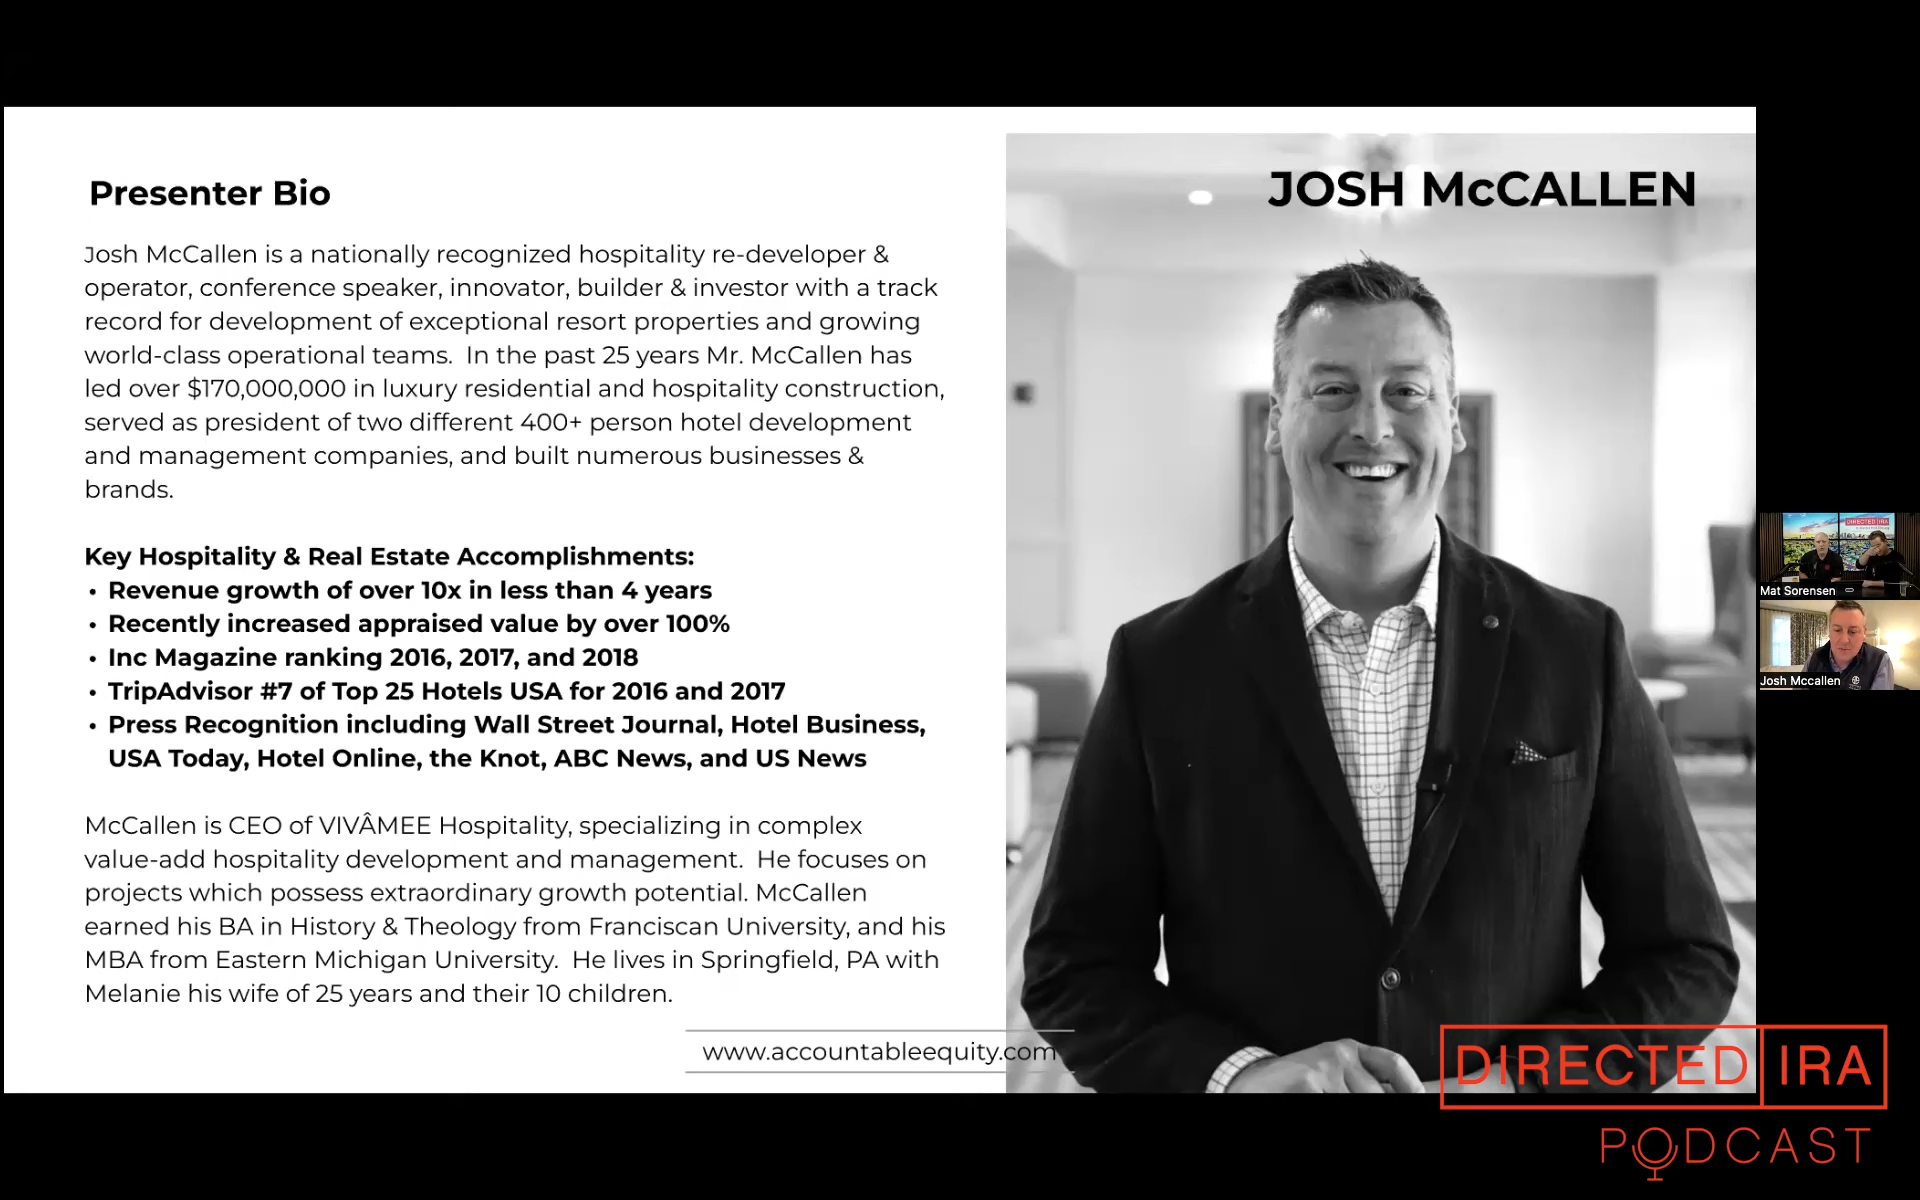 Presenter Bio
JOSH McCALLEN
Josh McCallen is a nationally recognized hospitality re-developer &
operator, conference speaker, innovator, builder & investor with a track
record for development of exceptional resort properties and growing
world-class operational teams.  In the past 25 years Mr. McCallen has
led over $170,000,000 in luxury residential and hospitality construction,
served as president of two different 400+ person hotel development
and management companies, and built numerous businesses &
brands.
Key Hospitality & Real Estate Accomplishments:
• Revenue growth of over 10x in less than 4 years
• Recently increased appraised value by over 100%
• Inc Magazine ranking 2016, 2017, and 2018
• TripAdvisor #7 of Top 25 Hotels USA for 2016 and 2017
• Press Recognition including Wall Street Journal, Hotel Business,
USA Today, Hotel Online, the Knot, ABC News, and US News
McCallen is CEO of VIVÂMEE Hospitality, specializing in complex
value-add hospitality development and management.  He focuses on
projects which possess extraordinary growth potential. McCallen
earned his BA in History & Theology from Franciscan University, and his
MBA from Eastern Michigan University.  He lives in Springfield, PA with
Melanie his wife of 25 years and their 10 children.
www.accountableequity.com
DIRECTED IRA
Mat Sorensen
Josh Mccallen
DIRECTED IRA
PODCAST